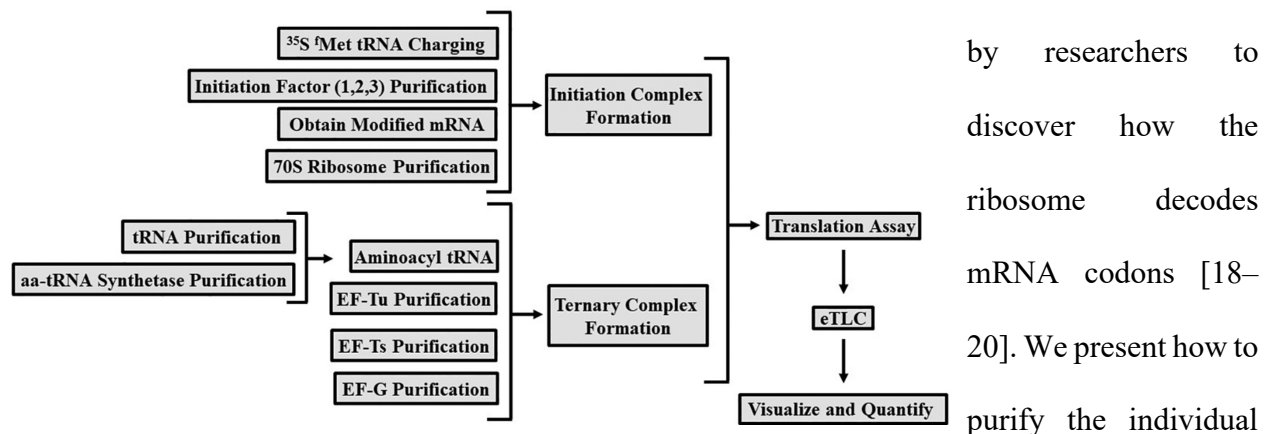 ³⁵S ᶠMet tRNA Charging
Initiation Factor (1,2,3) Purification
Obtain Modified mRNA
70S Ribosome Purification
Initiation Complex
Formation
tRNA Purification
aa-tRNA Synthetase Purification
Aminoacyl tRNA
EF-Tu Purification
EF-Ts Purification
EF-G Purification
Ternary Complex
Formation
Translation Assay
eTLC
Visualize and Quantify
by researchers to
discover how the
ribosome decodes
mRNA codons [18–
20]. We present how to
purify the individual